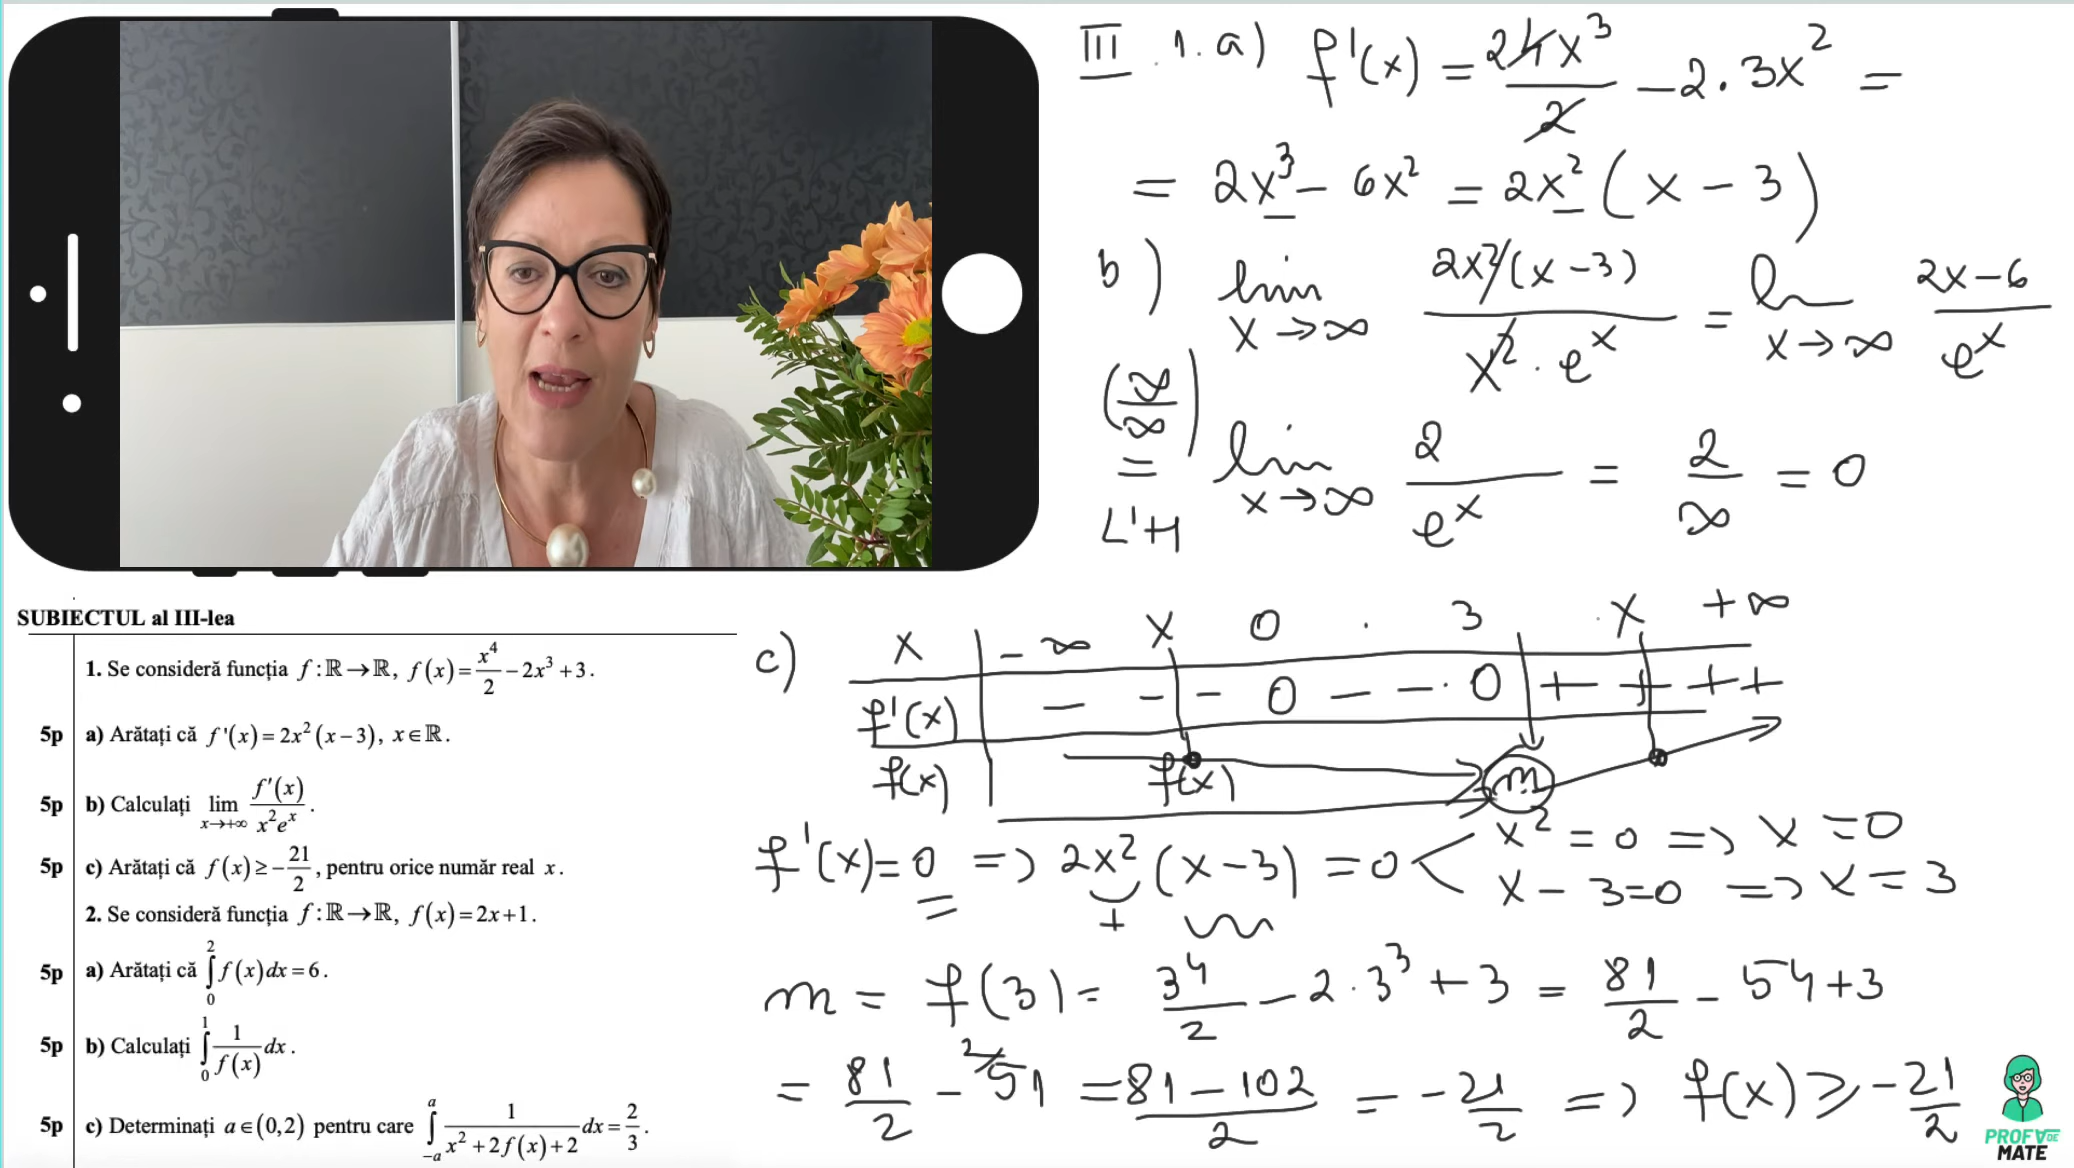 SUBIECTUL al III-lea
1. Se consideră funcția f : ℝ → ℝ, f(x) = x⁴/2 − 2x³ + 3.
5p a) Arătați că f'(x) = 2x²(x − 3), x ∈ ℝ.
5p b) Calculați lim x→+∞ f'(x)/(x²eˣ).
5p c) Arătați că f(x) ≥ −21/2, pentru orice număr real x.
2. Se consideră funcția f : ℝ → ℝ, f(x) = 2x + 1.
5p a) Arătați că ∫₀² f(x)dx = 6.
5p b) Calculați ∫₀¹ 1/f(x) dx.
5p c) Determinați a ∈ (0,2) pentru care ∫₋ₐᵃ 1/(x² + 2f(x) + 2) dx = 2/3.
III. 1. a) f'(x) = 2 4x³/2 − 2·3x² =
= 2x³ − 6x² = 2x²(x − 3)
b) lim x→∞ 2x²(x−3)/(x²·eˣ) = l x→∞ (2x−6)/eˣ
(∞/∞) = L'H lim x→∞ 2/eˣ = 2/∞ = 0
c) x | −∞ x 0 . 3 . x +∞
f'(x) | − − − 0 − − · 0 + + + +
f(x) | f(x) m
f'(x) = 0 => 2x²(x−3) = 0 < x² = 0 => x = 0
x − 3 = 0 => x = 3
+
m = f(3) = 3⁴/2 − 2·3³ + 3 = 81/2 − 54 + 3
= 81/2 − ²⁄51 = (81 − 102)/2 = −21/2 => f(x) ≥ −21/2
PROF∀DE
MATE